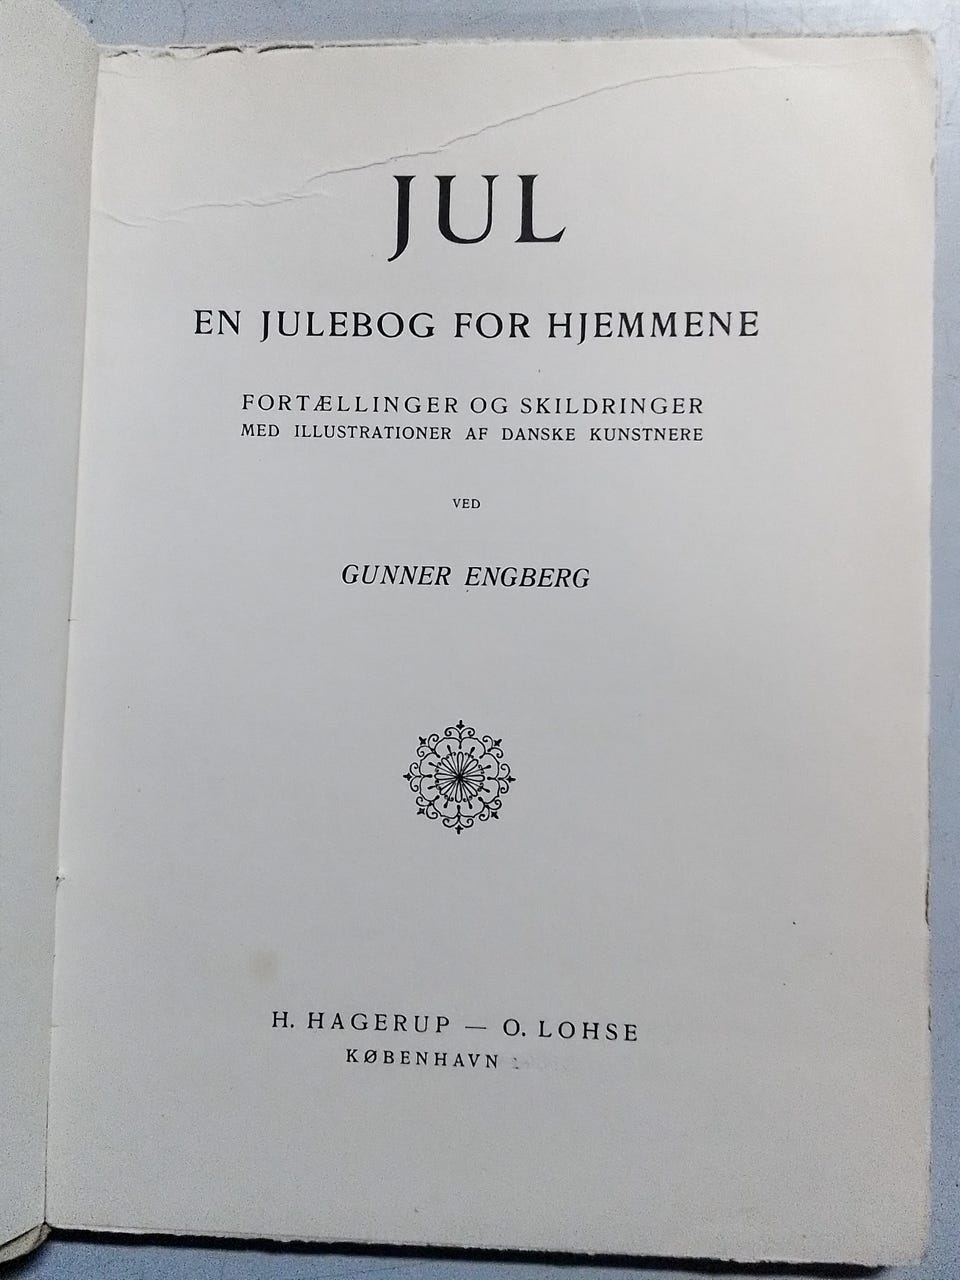 JUL
EN JULEBOG FOR HJEMMENE
FORTÆLLINGER OG SKILDRINGER
MED ILLUSTRATIONER AF DANSKE KUNSTNERE
VED
GUNNER ENGBERG
H. HAGERUP — O. LOHSE
KØBENHAVN